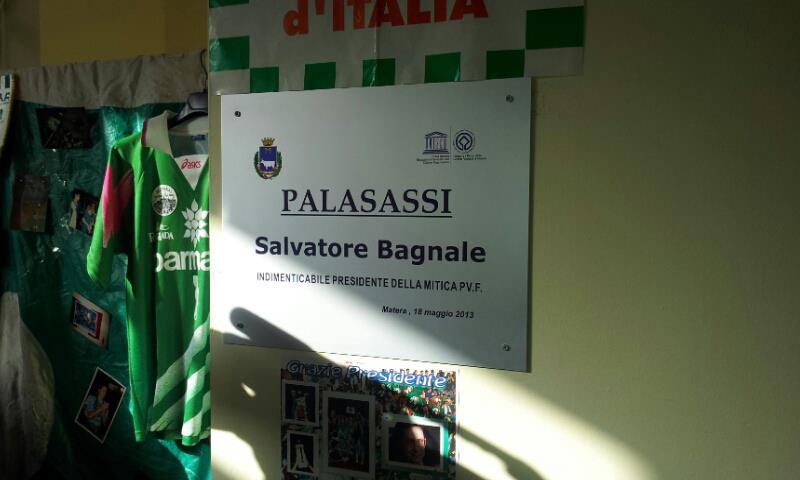 d'ITALIA
PALASASSI
Salvatore Bagnale
INDIMENTICABILE PRESIDENTE DELLA MITICA P.V.F.
Matera , 18 maggio 2013
Grazie Presidente
asics
parma